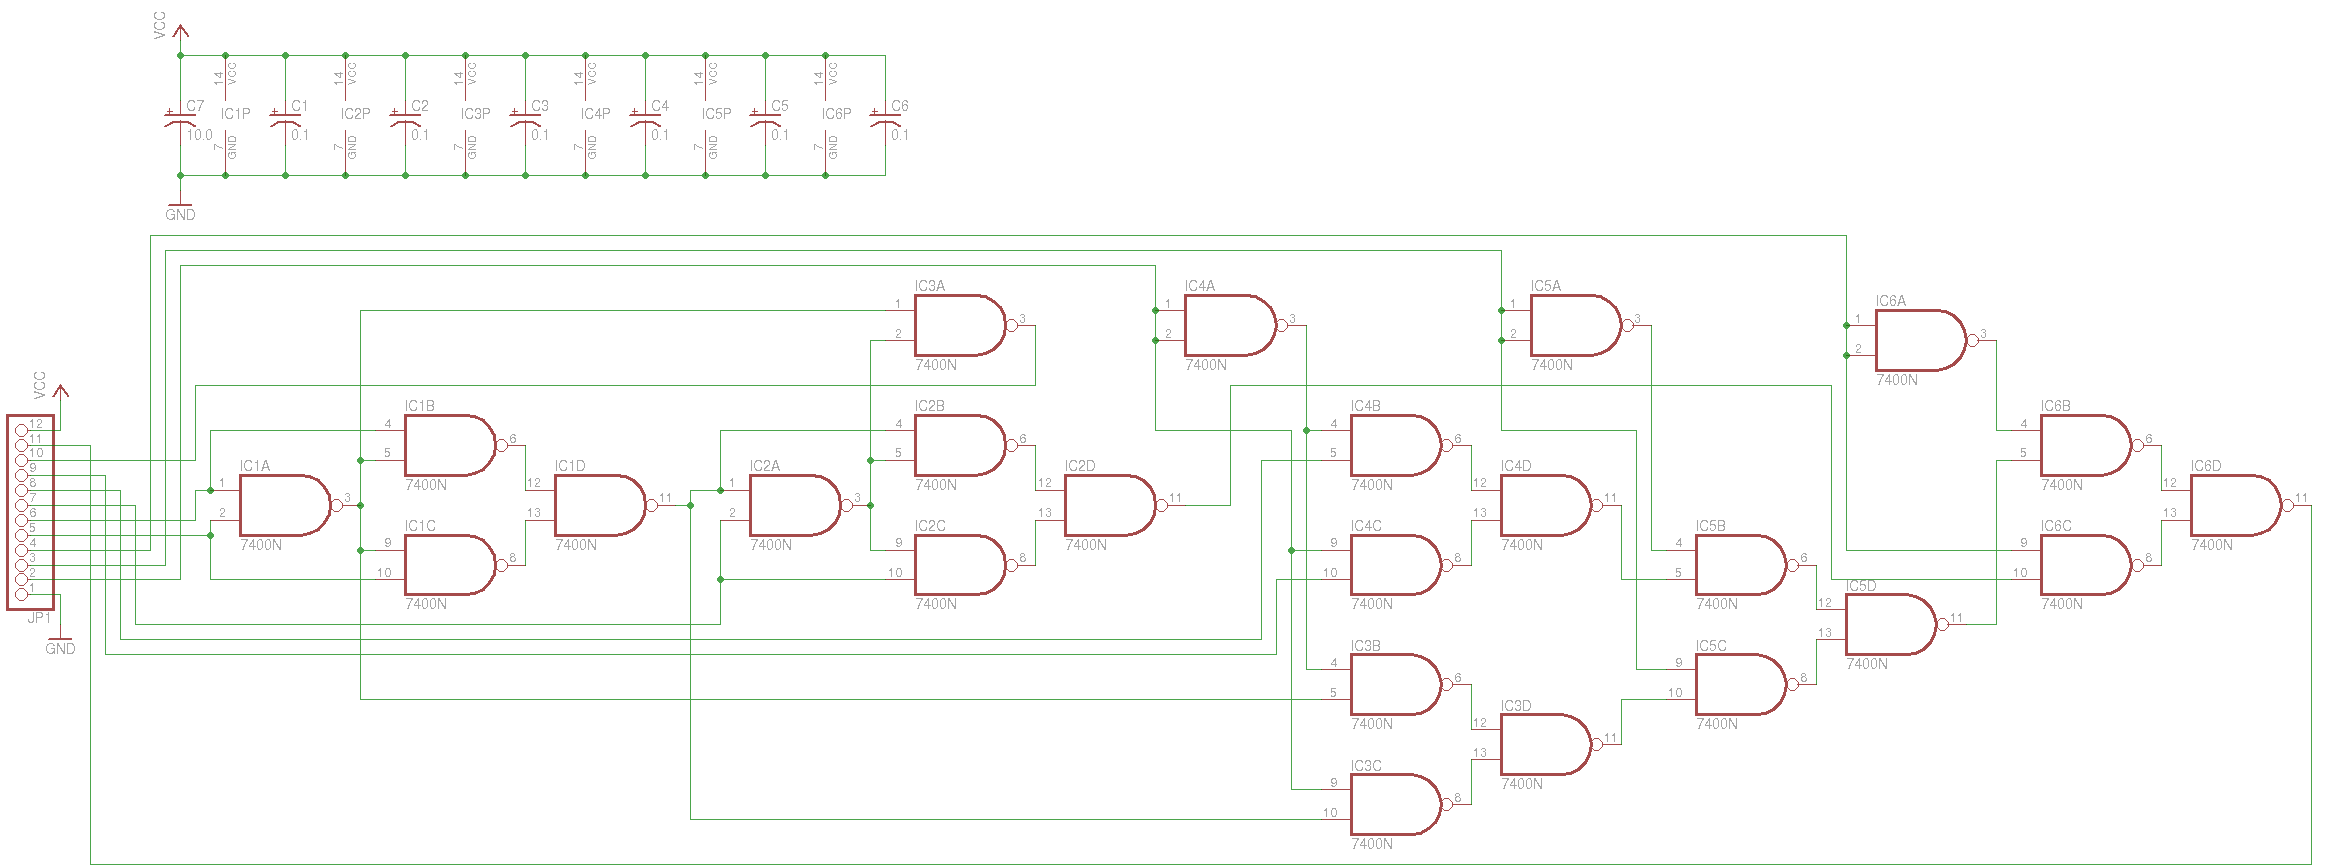 VCC
14 VCC 14 VCC 14 VCC 14 VCC 14 VCC 14 VCC
C7 C1 C2 C3 C4 C5 C6
+ IC1P + IC2P + IC3P + IC4P + IC5P + IC6P +
10.0 0.1 0.1 0.1 0.1 0.1 0.1
7 GND 7 GND 7 GND 7 GND 7 GND 7 GND
GND
IC3A
1
2
3
7400N
IC4A
1
2
3
7400N
IC5A
1
2
3
7400N
IC6A
1
2
3
7400N
VCC
12
11
10
9
8
7
6
5
4
3
2
1
JP1
GND
IC1A
1
2
3
7400N
IC1B
4
5
6
7400N
IC1C
9
10
8
7400N
IC1D
12
13
11
7400N
IC2A
1
2
3
7400N
IC2B
4
5
6
7400N
IC2C
9
10
8
7400N
IC2D
12
13
11
7400N
IC4B
4
5
6
7400N
IC4C
9
10
8
7400N
IC4D
12
13
11
7400N
IC3B
4
5
6
7400N
IC3C
9
10
8
7400N
IC3D
12
13
11
7400N
IC5B
4
5
6
7400N
IC5C
9
10
8
7400N
IC5D
12
13
11
7400N
IC6B
4
5
6
7400N
IC6C
9
10
8
7400N
IC6D
12
13
11
7400N